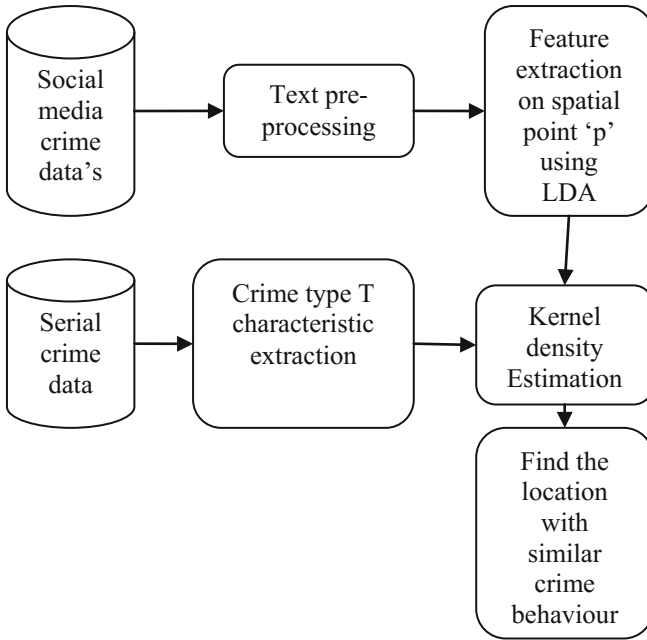 Social
media
crime
data’s
Text pre-
processing
Feature
extraction
on spatial
point ‘p’
using
LDA
Serial
crime
data
Crime type T
characteristic
extraction
Kernel
density
Estimation
Find the
location
with
similar
crime
behaviour